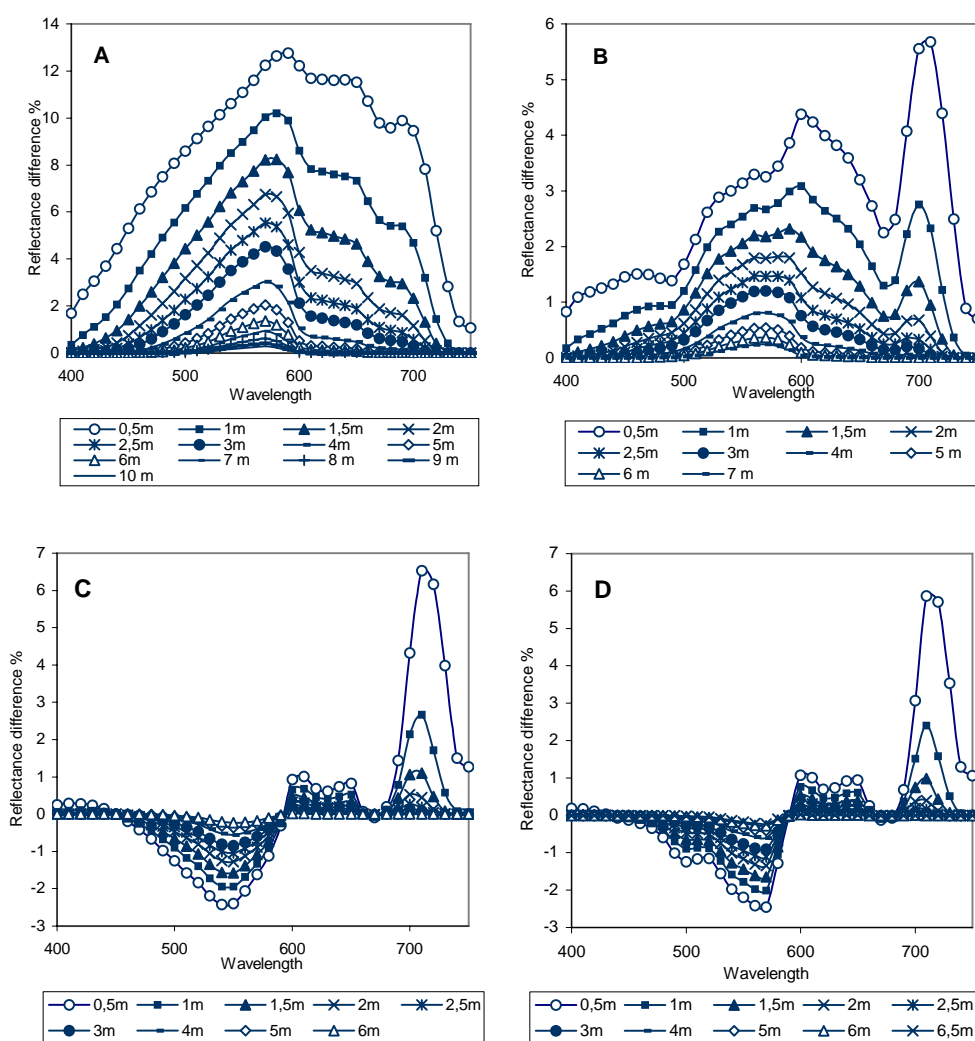 A
Reflectance difference %
14
12
10
8
6
4
2
0
400 500 600 700
Wavelength
0,5m 1m 1,5m 2m
2,5m 3m 4m 5m
6m 7 m 8 m 9 m
10 m
B
Reflectance difference %
6
5
4
3
2
1
0
400 500 600 700
Wavelength
0,5m 1m 1,5m 2m
2,5m 3m 4m 5 m
6 m 7 m
C
Reflectance difference %
7
6
5
4
3
2
1
0
-1
-2
-3
400 500 600 700
Wavelength
0,5m 1m 1,5m 2m 2,5m
3m 4m 5m 6m
D
Reflectance difference %
7
6
5
4
3
2
1
0
-1
-2
-3
400 500 600 700
Wavelength
0,5m 1m 1,5m 2m 2,5m
3m 4m 5m 6m 6,5m